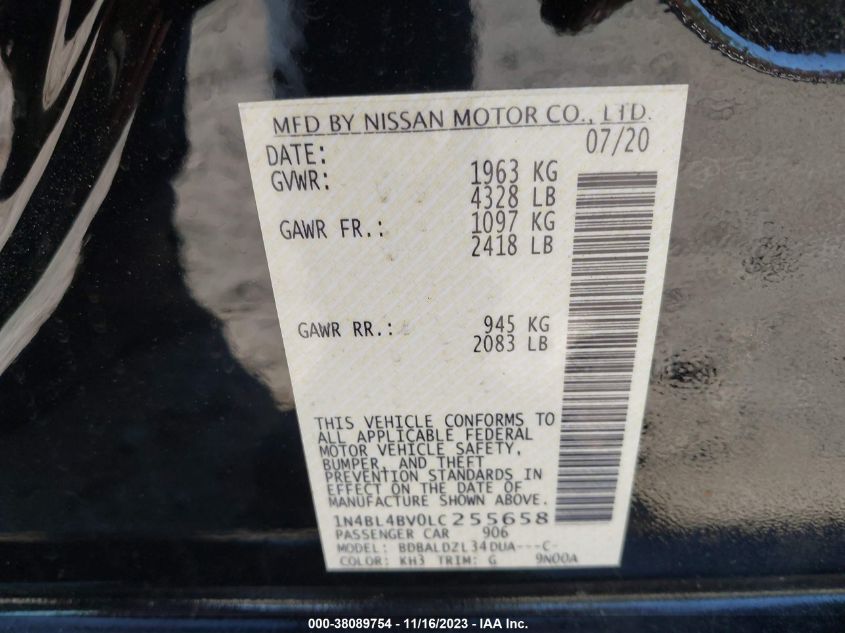 MFD BY NISSAN MOTOR CO., LTD.
DATE: 07/20
GVWR: 1963 KG
4328 LB
GAWR FR.: 1097 KG
2418 LB
GAWR RR.: 945 KG
2083 LB
THIS VEHICLE CONFORMS TO
ALL APPLICABLE FEDERAL
MOTOR VEHICLE SAFETY,
BUMPER, AND THEFT
PREVENTION STANDARDS IN
EFFECT ON THE DATE OF
MANUFACTURE SHOWN ABOVE.
1N4BL4BV0LC255658
PASSENGER CAR 906
MODEL: BDBALDZL34DUA---C-
COLOR: KH3 TRIM: G 9N00A
000-38089754 - 11/16/2023 - IAA Inc.